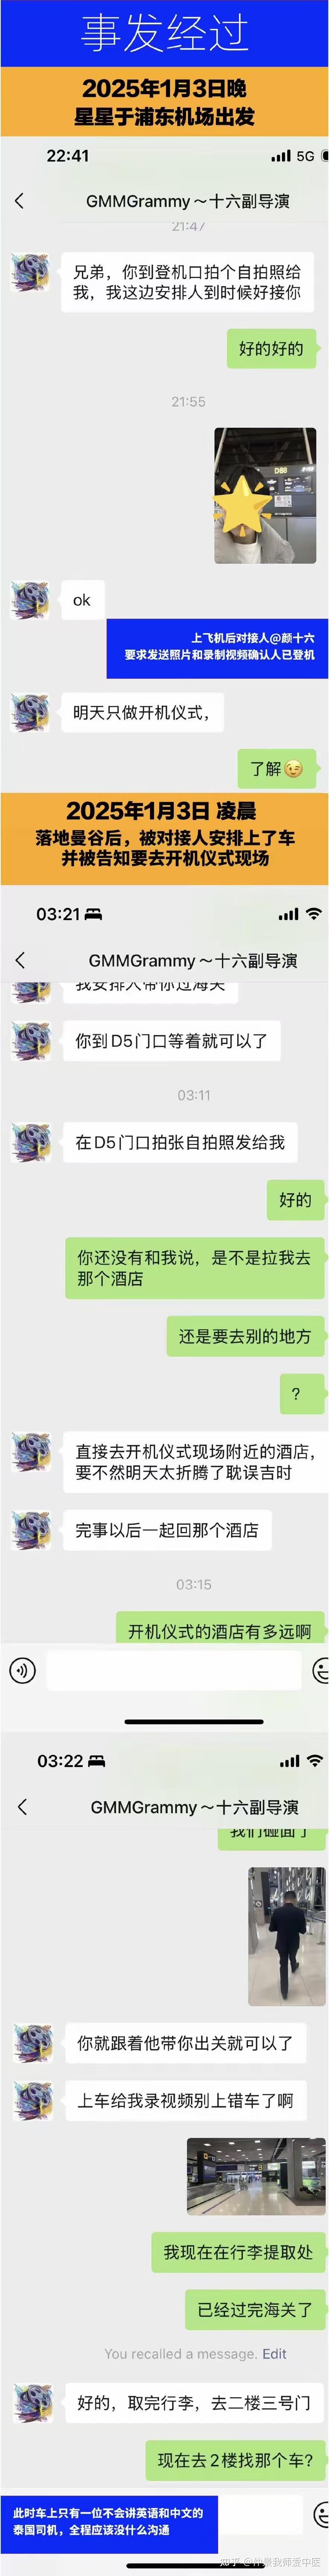 事发经过
2025年1月3日晚
星星于浦东机场出发
22:41
5G
GMMGrammy～十六副导演
21:47
兄弟，你到登机口拍个自拍照给
我，我这边安排人到时候好接你
好的好的
21:55
D88
ok
上飞机后对接人@颜十六
要求发送照片和录制视频确认人已登机
明天只做开机仪式，
了解
2025年1月3日 凌晨
落地曼谷后，被对接人安排上了车
并被告知要去开机仪式现场
03:21
GMMGrammy～十六副导演
我安排人带你过海关
你到D5门口等着就可以了
03:11
在D5门口拍张自拍照发给我
好的
你还没有和我说，是不是拉我去
那个酒店
还是要去别的地方
？
直接去开机仪式现场附近的酒店，
要不然明天太折腾了耽误吉时
完事以后一起回那个酒店
03:15
开机仪式的酒店有多远啊
03:22
GMMGrammy～十六副导演
我们碰面了
你就跟着他带你出关就可以了
上车给我录视频别上错车了啊
我现在在行李提取处
已经过完海关了
You recalled a message. Edit
好的，取完行李，去二楼三号门
现在去2楼找那个车?
此时车上只有一位不会讲英语和中文的
泰国司机，全程应该没什么沟通
知乎 @仲景我师爱中医